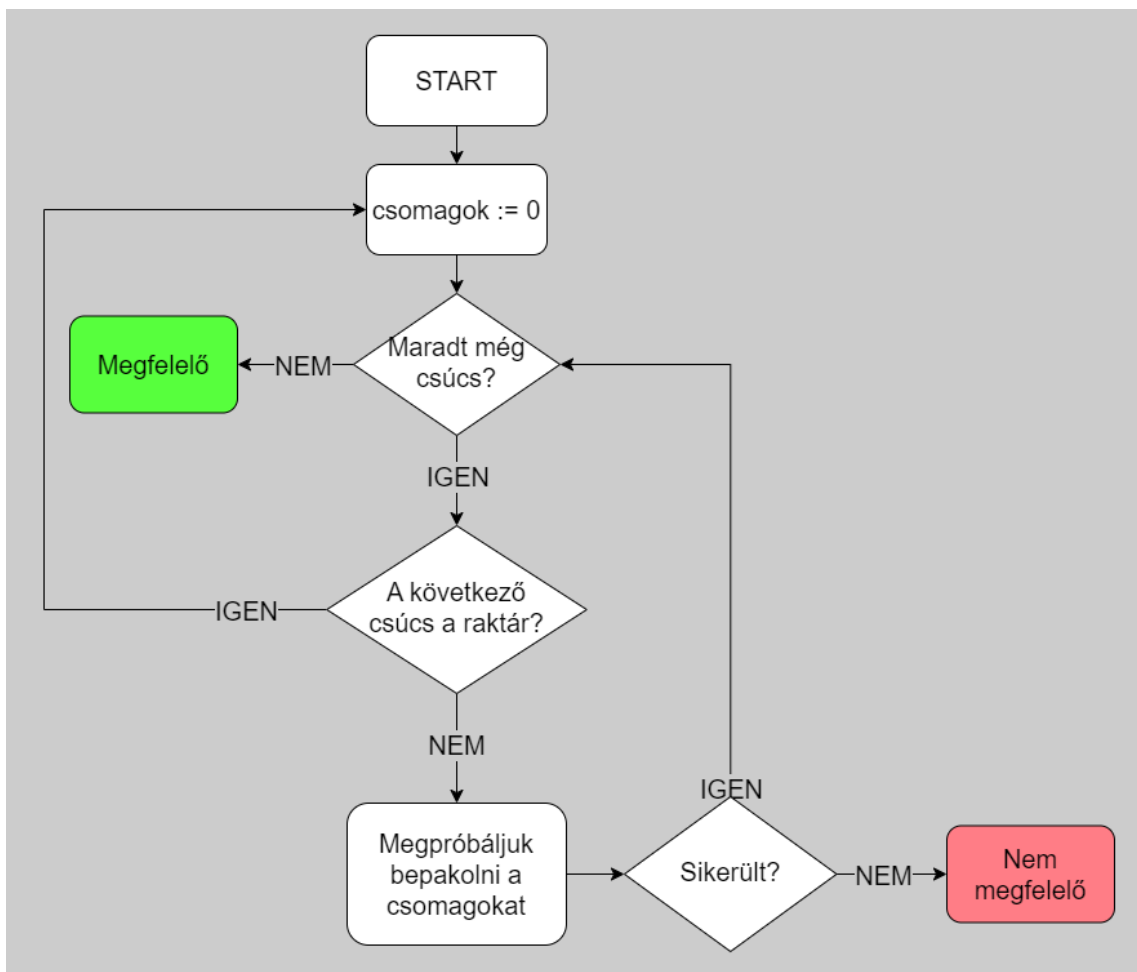 START
csomagok := 0
Maradt még
csúcs?
NEM
Megfelelő
IGEN
A következő
csúcs a raktár?
IGEN
NEM
Megpróbáljuk
bepakolni a
csomagokat
Sikerült?
IGEN
NEM
Nem
megfelelő